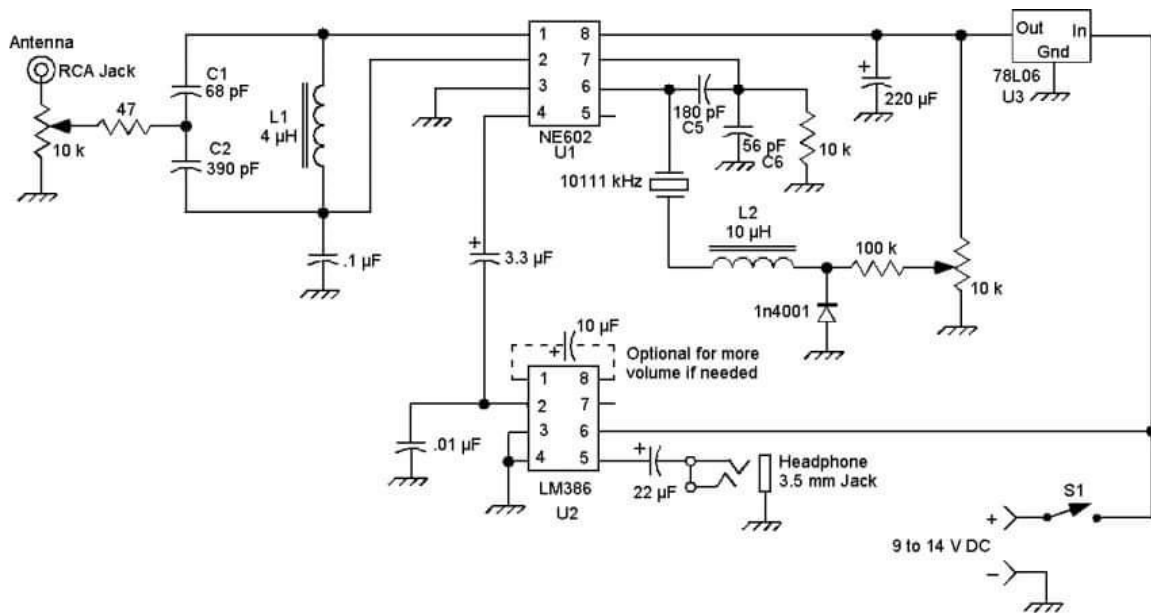 Antenna
RCA Jack
10 k
47
C1
68 pF
C2
390 pF
L1
4 µH
.1 µF
1
2
3
4
8
7
6
5
NE602
U1
180 pF
C5
56 pF
C6
10 k
220 µF
Out
In
Gnd
78L06
U3
10111 kHz
L2
10 µH
100 k
10 k
1n4001
+
3.3 µF
+
10 µF
+
Optional for more
volume if needed
1
2
3
4
8
7
6
5
LM386
U2
.01 µF
+
22 µF
Headphone
3.5 mm Jack
S1
+
9 to 14 V DC
–